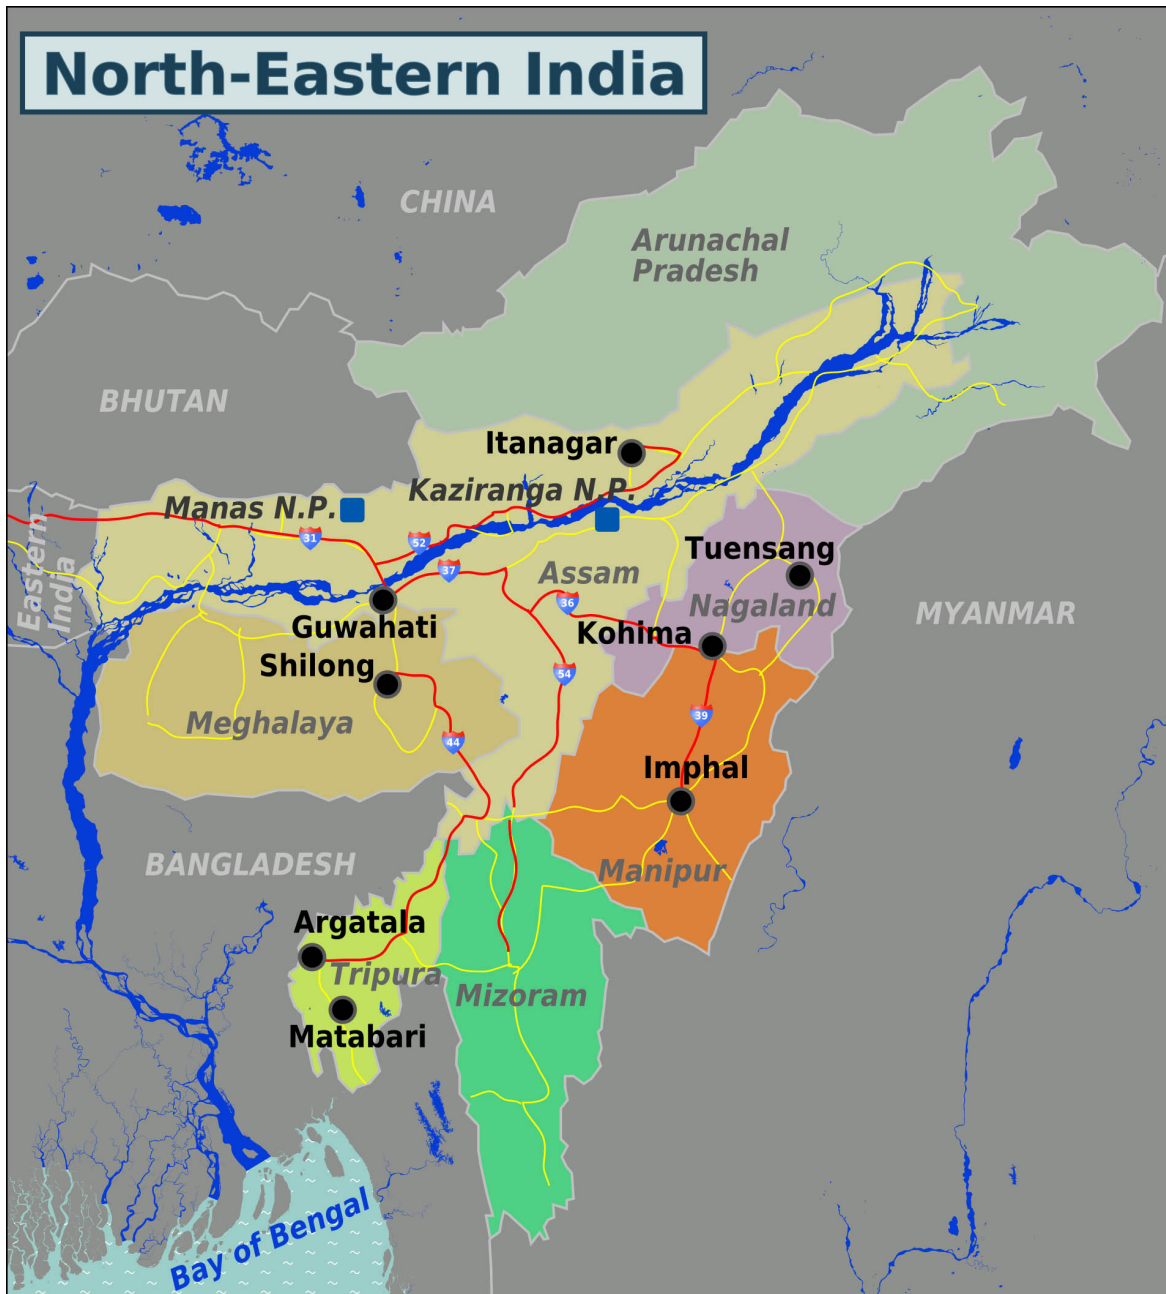 North-Eastern India
CHINA
Arunachal
Pradesh
BHUTAN
Itanagar
Kaziranga N.P.
Manas N.P.
31
52
37
Tuensang
Assam
36
Nagaland
Eastern
India
MYANMAR
Guwahati
Kohima
Shilong
54
Meghalaya
39
44
Imphal
BANGLADESH
Manipur
Argatala
Tripura
Mizoram
Matabari
Bay of Bengal